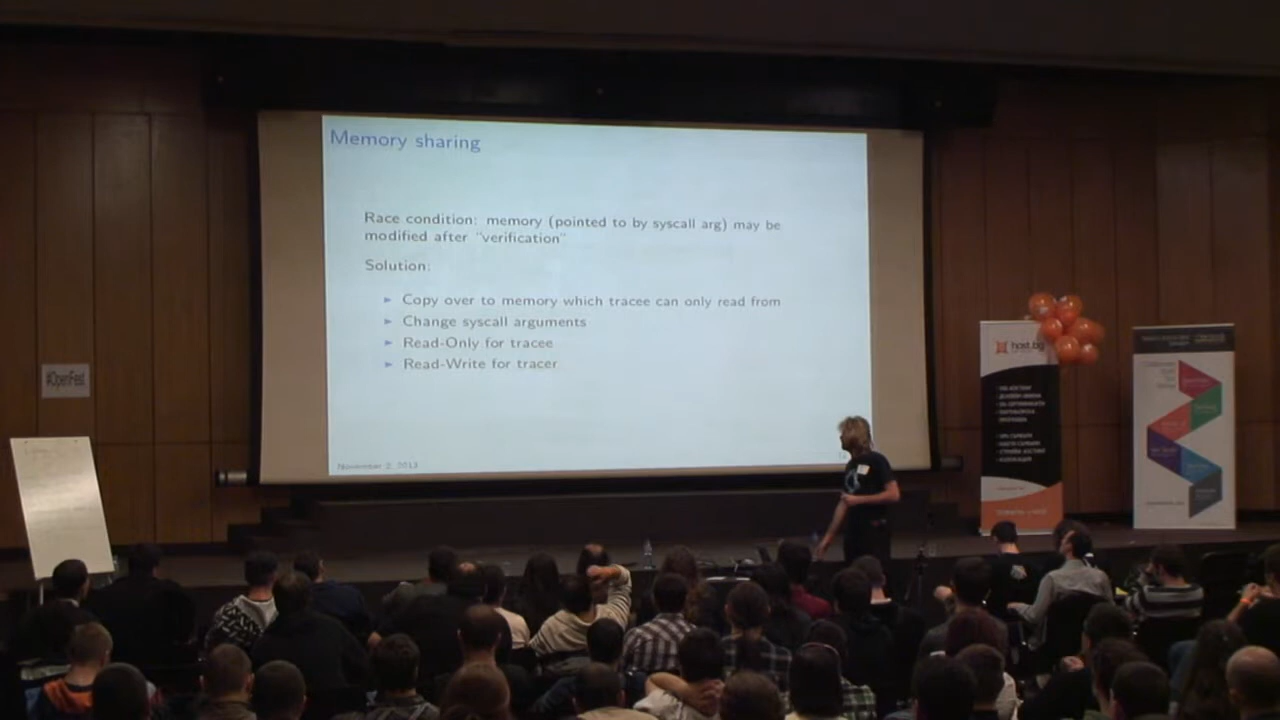 Memory sharing
Race condition: memory (pointed to by syscall arg) may be
modified after "verification"
Solution:
► Copy over to memory which tracee can only read from
► Change syscall arguments
► Read-Only for tracee
► Read-Write for tracer
November 2, 2013
#OpenFest
host.bg